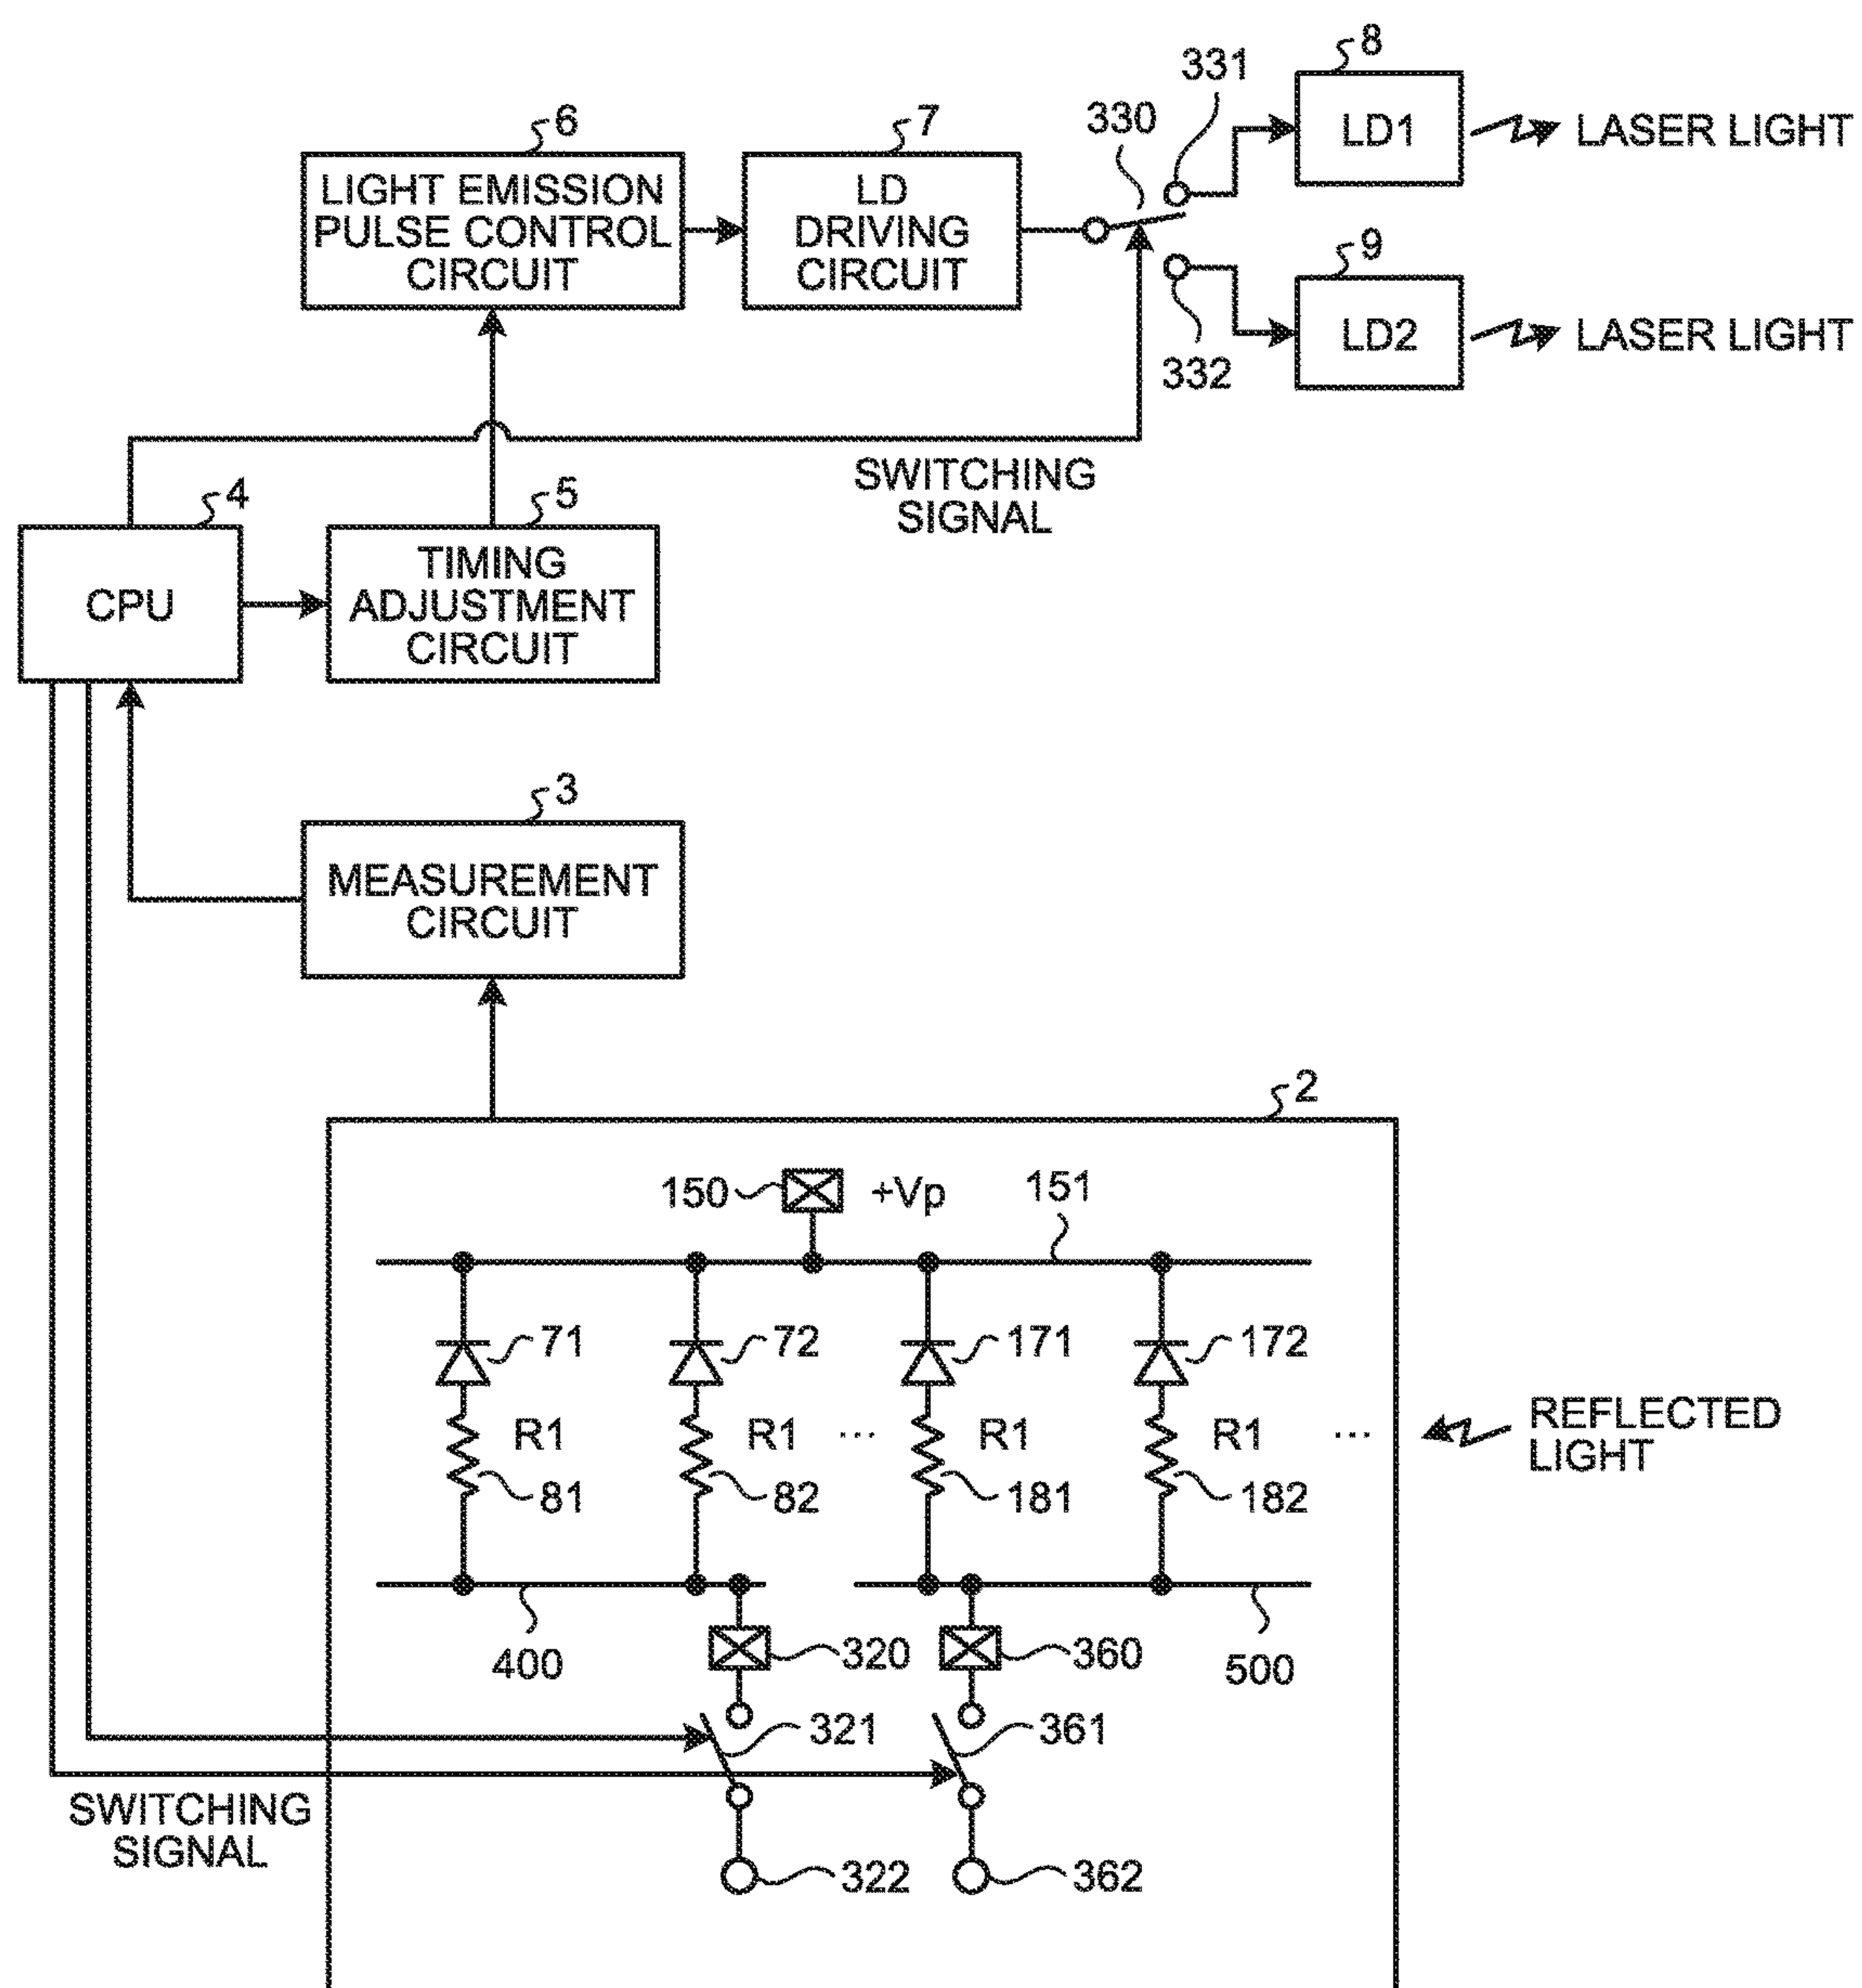 8
331
330
LD1
LASER LIGHT
6
7
LIGHT EMISSION
PULSE CONTROL
CIRCUIT
LD
DRIVING
CIRCUIT
9
LD2
LASER LIGHT
332
SWITCHING
SIGNAL
4
5
CPU
TIMING
ADJUSTMENT
CIRCUIT
3
MEASUREMENT
CIRCUIT
2
150
+Vp
151
71
72
171
172
R1
R1
...
R1
R1
...
REFLECTED
LIGHT
81
82
181
182
400
320
360
500
321
361
SWITCHING
SIGNAL
322
362